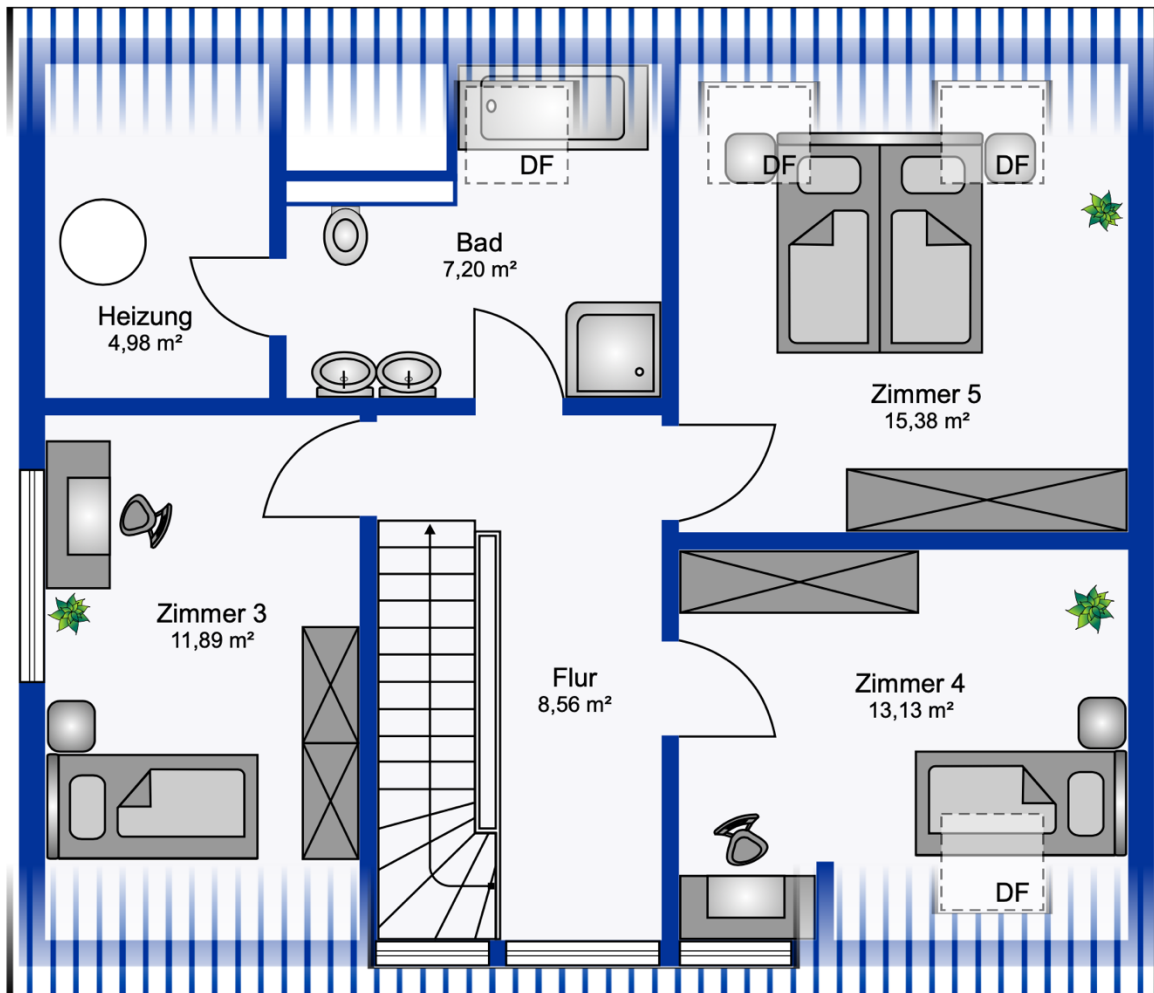 DF
DF
DF
Bad
7,20 m²
Heizung
4,98 m²
Zimmer 5
15,38 m²
Zimmer 3
11,89 m²
Flur
8,56 m²
Zimmer 4
13,13 m²
DF